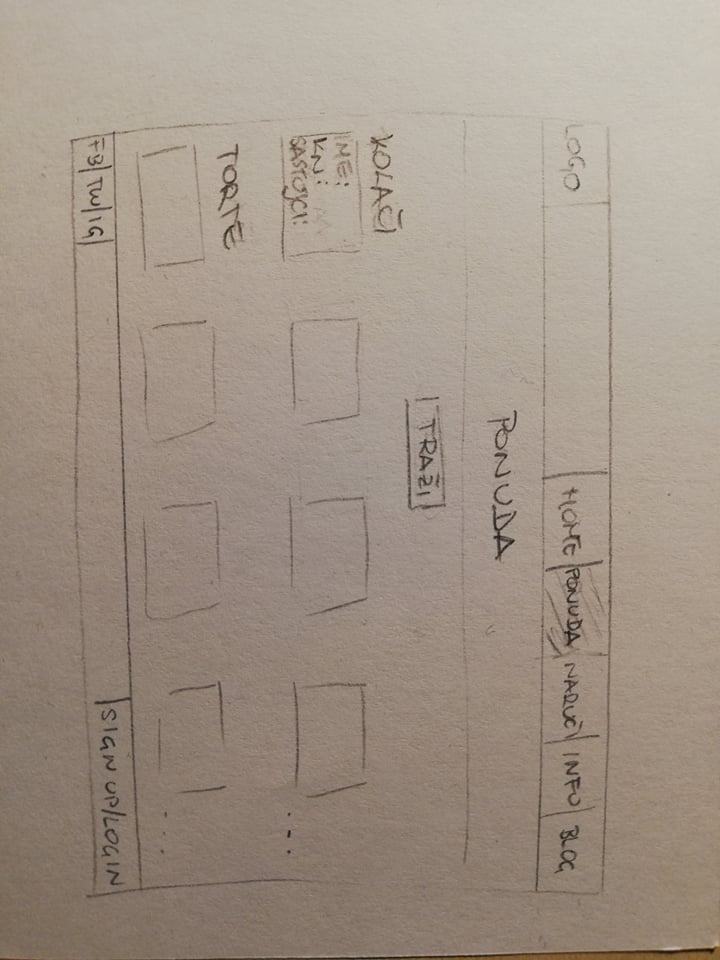 LOGO HOME PONUDA NARUČI INFO BLOG
PONUDA
TRAŽI
KOLAČI
IME:
KN:
SASTOJCI:
...
TORTE
...
FB TW IG SIGN UP/LOGIN